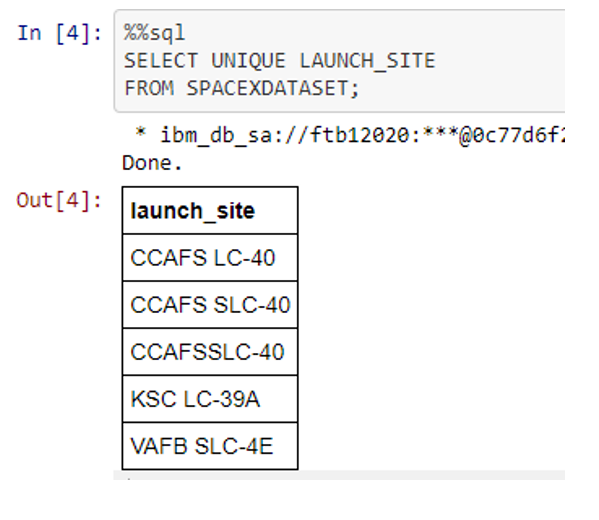 In [4]: %%sql
SELECT UNIQUE LAUNCH_SITE
FROM SPACEXDATASET;
* ibm_db_sa://ftb12020:***@0c77d6f2
Done.
Out[4]: launch_site
CCAFS LC-40
CCAFS SLC-40
CCAFSSLC-40
KSC LC-39A
VAFB SLC-4E